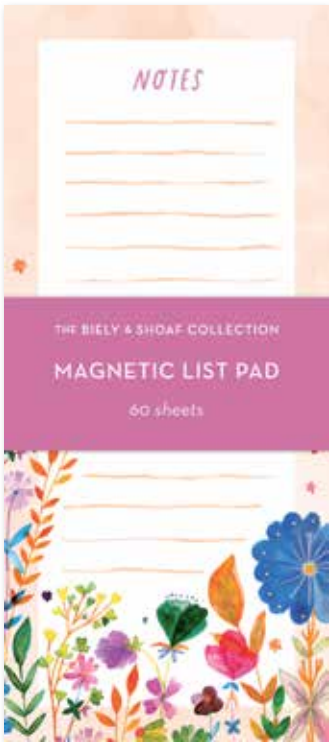 NOTES
THE BIELY & SHOAF COLLECTION
MAGNETIC LIST PAD
60 sheets